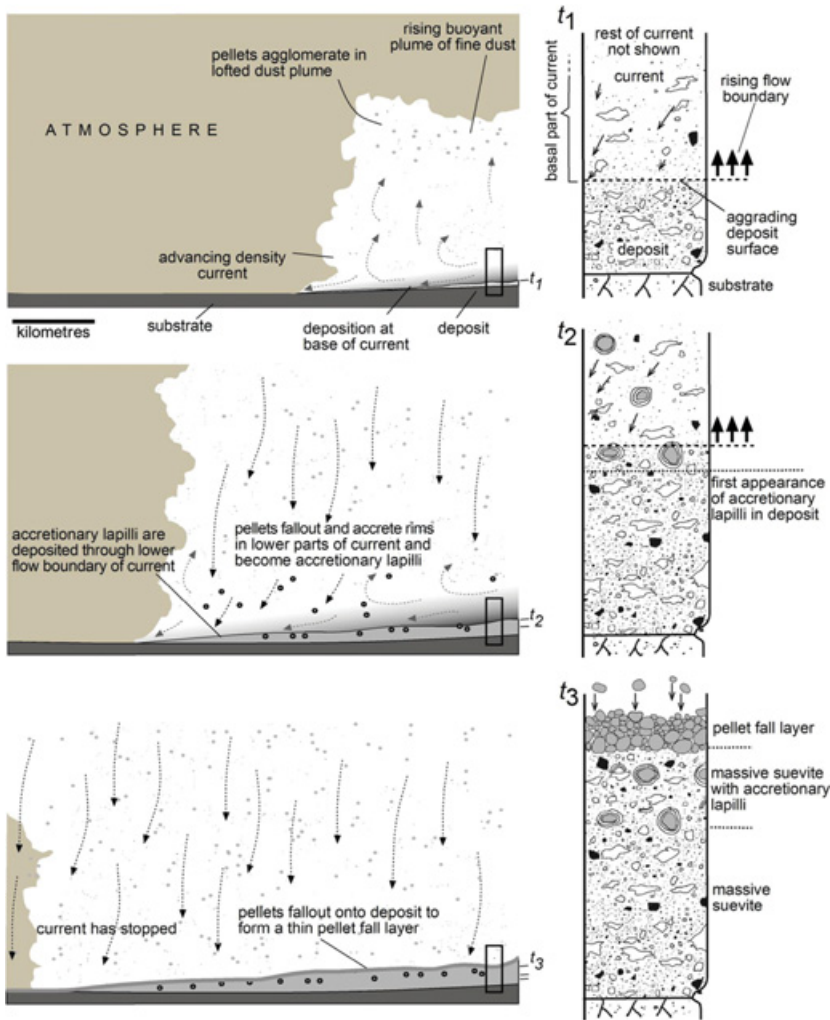 rising buoyant
plume of fine dust
pellets agglomerate in
lofted dust plume
ATMOSPHERE
advancing density
current
t1
kilometres
substrate
deposition at
base of current
deposit
t1
rest of current
not shown
current
basal part of current
rising flow
boundary
aggrading
deposit
surface
deposit
substrate
accretionary lapilli are
deposited through lower
flow boundary of current
pellets fallout and accrete rims
in lower parts of current and
become accretionary lapilli
t2
t2
first appearance
of accretionary
lapilli in deposit
current has stopped
pellets fallout onto deposit to
form a thin pellet fall layer
t3
t3
pellet fall layer
massive suevite
with accretionary
lapilli
massive
suevite